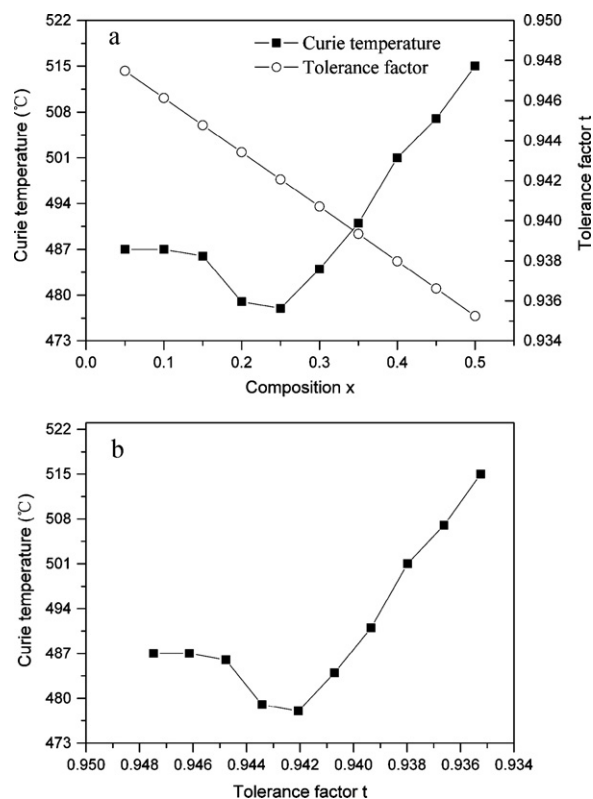 a
Curie temperature
Tolerance factor
522
515
508
501
494
487
480
473
Curie temperature (℃)
0.950
0.948
0.946
0.944
0.942
0.940
0.938
0.936
0.934
Tolerance factor t
0.0 0.1 0.2 0.3 0.4 0.5
Composition x
b
522
515
508
501
494
487
480
473
Curie temperature (℃)
0.950 0.948 0.946 0.944 0.942 0.940 0.938 0.936 0.934
Tolerance factor t